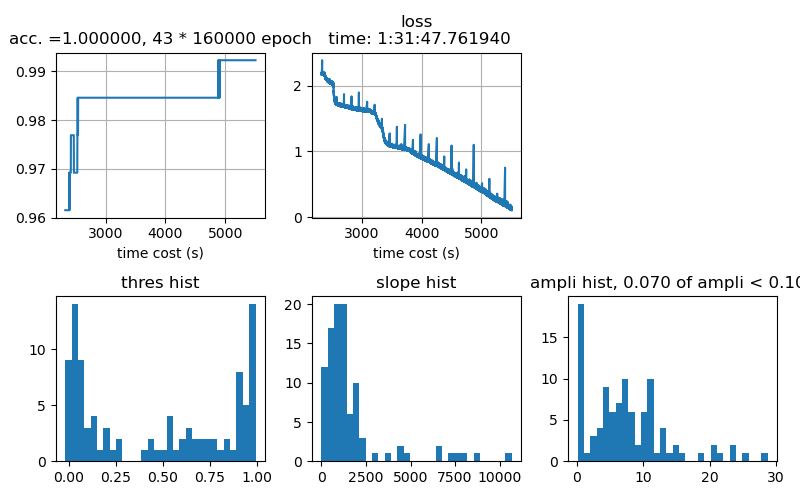 acc. =1.000000, 43 * 160000 epoch
loss
time: 1:31:47.761940
0.99
0.98
0.97
0.96
3000 4000 5000
time cost (s)
2
1
0
3000 4000 5000
time cost (s)
thres hist
10
5
0
0.00 0.25 0.50 0.75 1.00
slope hist
20
15
10
5
0
0 2500 5000 7500 10000
ampli hist, 0.070 of ampli < 0.10
15
10
5
0
0 10 20 30